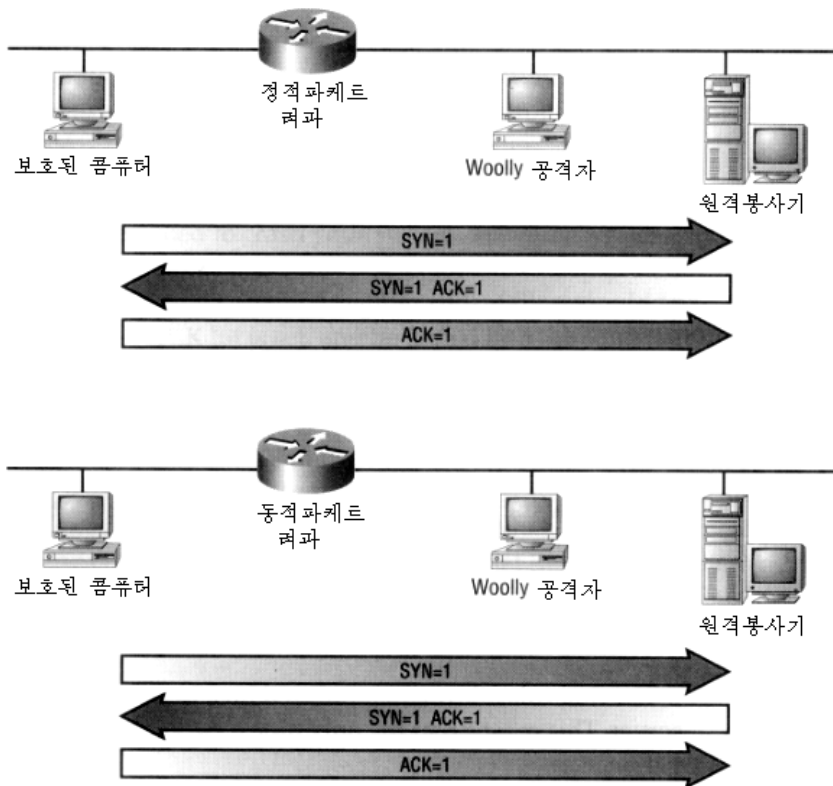 정적파케트
려과
보호된 콤퓨터
Woolly 공격자
원격봉사기
SYN=1
SYN=1 ACK=1
ACK=1
동적파케트
려과
보호된 콤퓨터
Woolly 공격자
원격봉사기
SYN=1
SYN=1 ACK=1
ACK=1